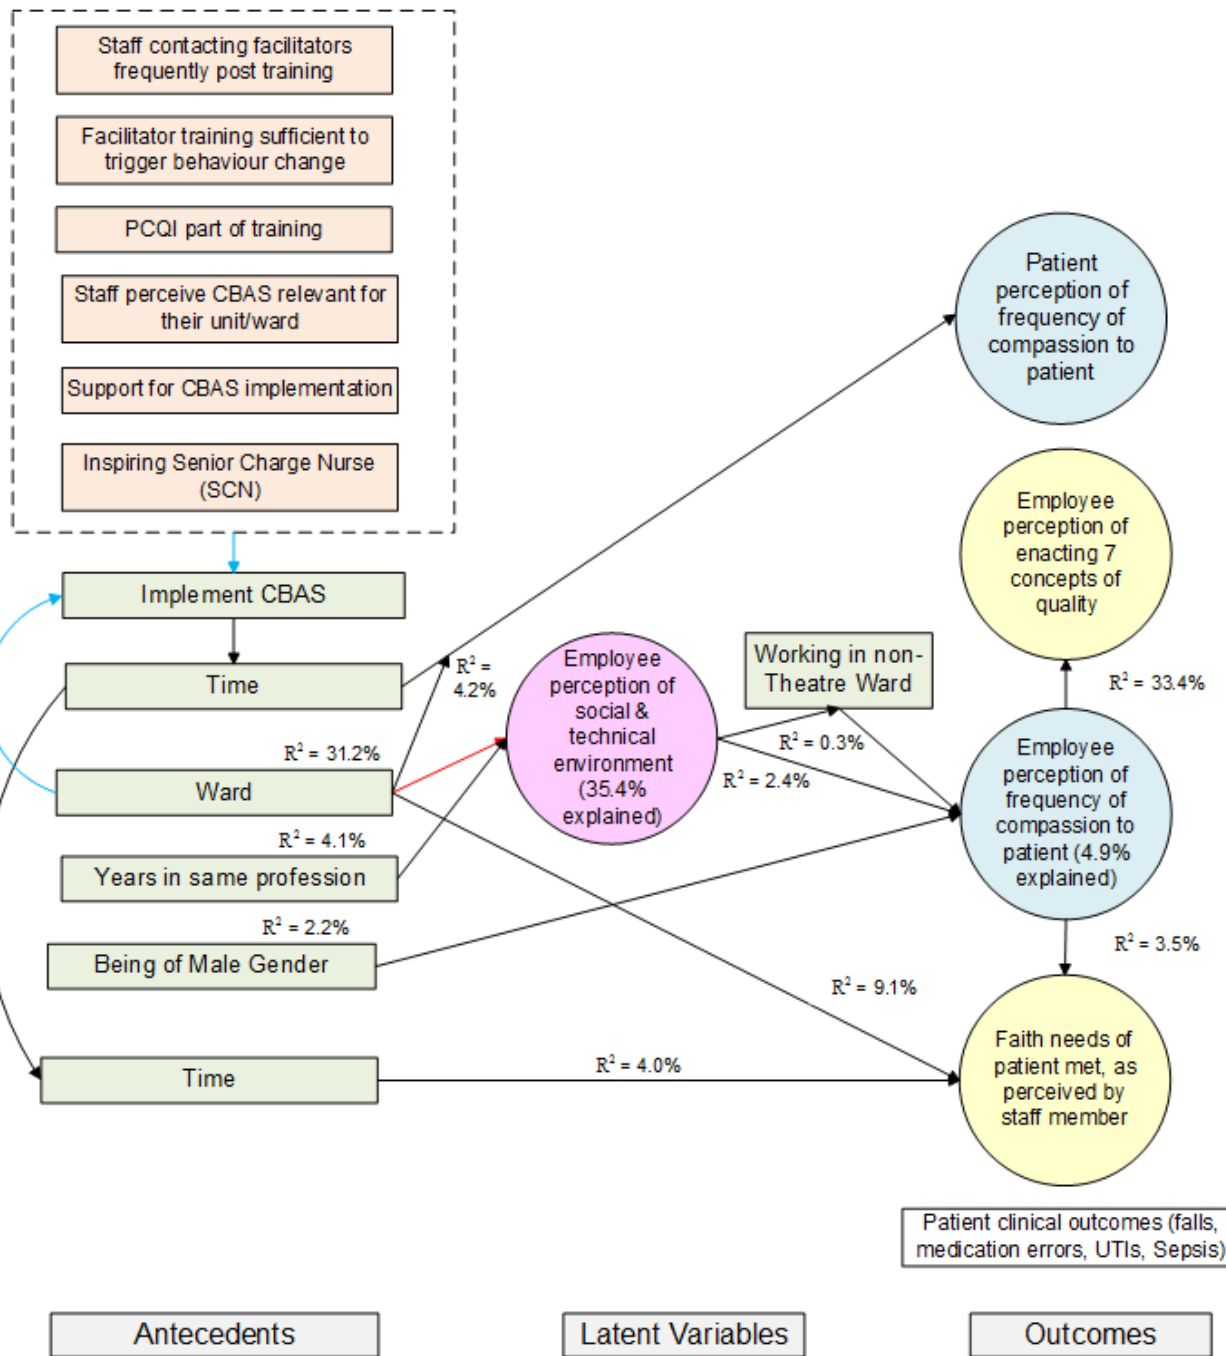 Staff contacting facilitators
frequently post training
Facilitator training sufficient to
trigger behaviour change
PCQI part of training
Staff perceive CBAS relevant for
their unit/ward
Support for CBAS implementation
Inspiring Senior Charge Nurse
(SCN)
Implement CBAS
Time
R² = 31.2%
Ward
R² = 4.1%
Years in same profession
R² = 2.2%
Being of Male Gender
Time
R² =
4.2%
Employee
perception of
social &
technical
environment
(35.4%
explained)
Working in non-
Theatre Ward
R² = 0.3%
R² = 2.4%
R² = 9.1%
R² = 4.0%
Patient
perception of
frequency of
compassion to
patient
Employee
perception of
enacting 7
concepts of
quality
R² = 33.4%
Employee
perception of
frequency of
compassion to
patient (4.9%
explained)
R² = 3.5%
Faith needs of
patient met, as
perceived by
staff member
Patient clinical outcomes (falls,
medication errors, UTIs, Sepsis)
Antecedents
Latent Variables
Outcomes